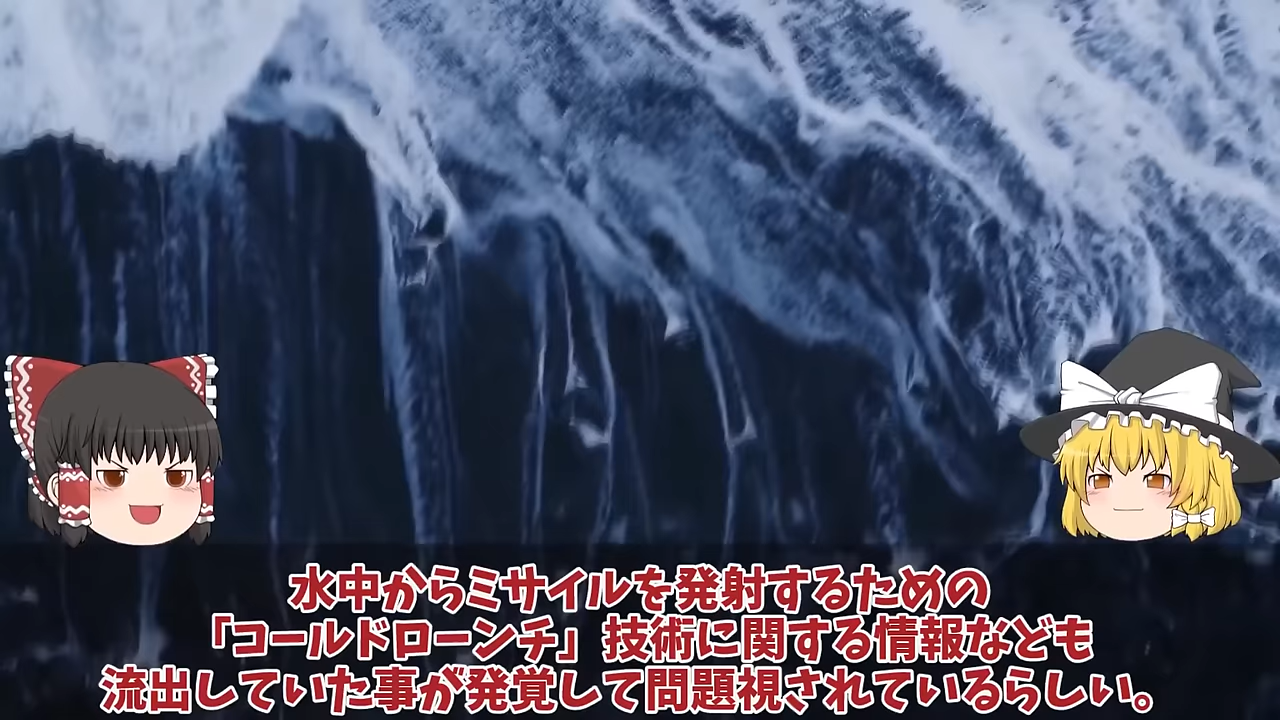 水中からミサイルを発射するための
「コールドローンチ」技術に関する情報なども
流出していた事が発覚して問題視されているらしい。